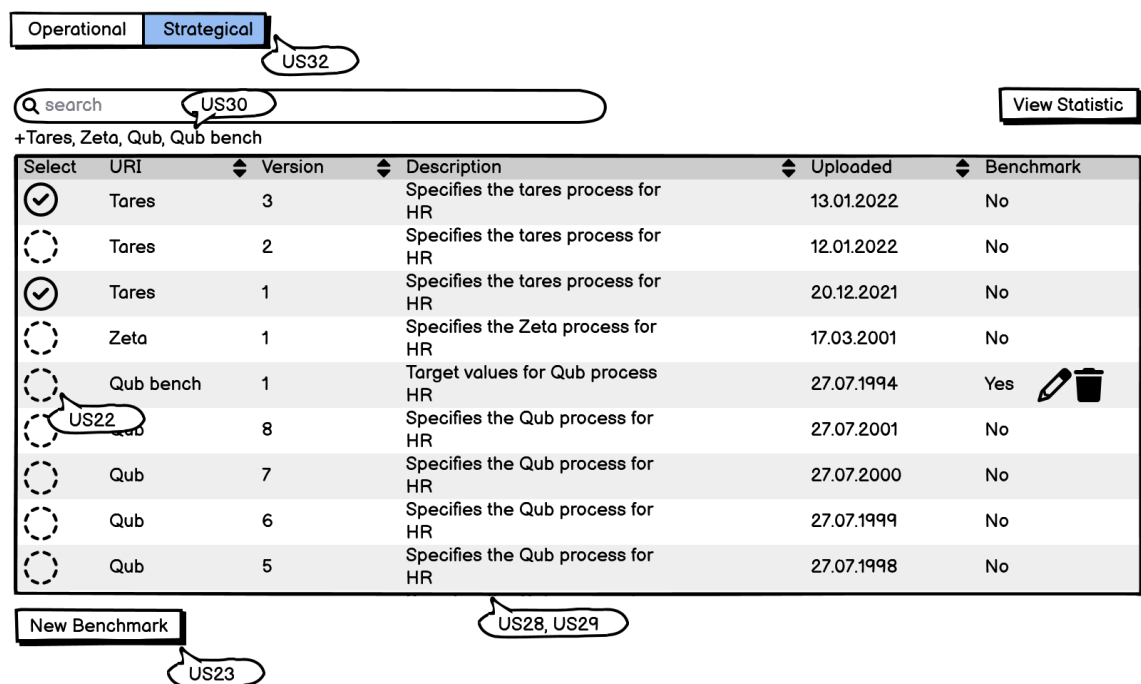 Operational Strategical
US32
search US30 View Statistic
+Tares, Zeta, Qub, Qub bench
Select URI Version Description Uploaded Benchmark
Tares 3 Specifies the tares process for HR 13.01.2022 No
Tares 2 Specifies the tares process for HR 12.01.2022 No
Tares 1 Specifies the tares process for HR 20.12.2021 No
Zeta 1 Specifies the Zeta process for HR 17.03.2001 No
Qub bench 1 Target values for Qub process HR 27.07.1994 Yes
US22
Qub 8 Specifies the Qub process for HR 27.07.2001 No
Qub 7 Specifies the Qub process for HR 27.07.2000 No
Qub 6 Specifies the Qub process for HR 27.07.1999 No
Qub 5 Specifies the Qub process for HR 27.07.1998 No
New Benchmark US28, US29
US23